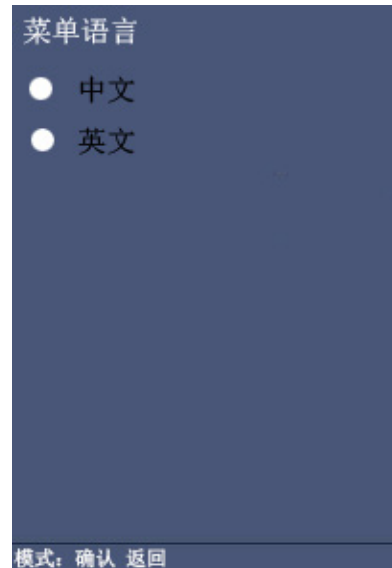 菜单语言
中文
英文
模式：确认 返回